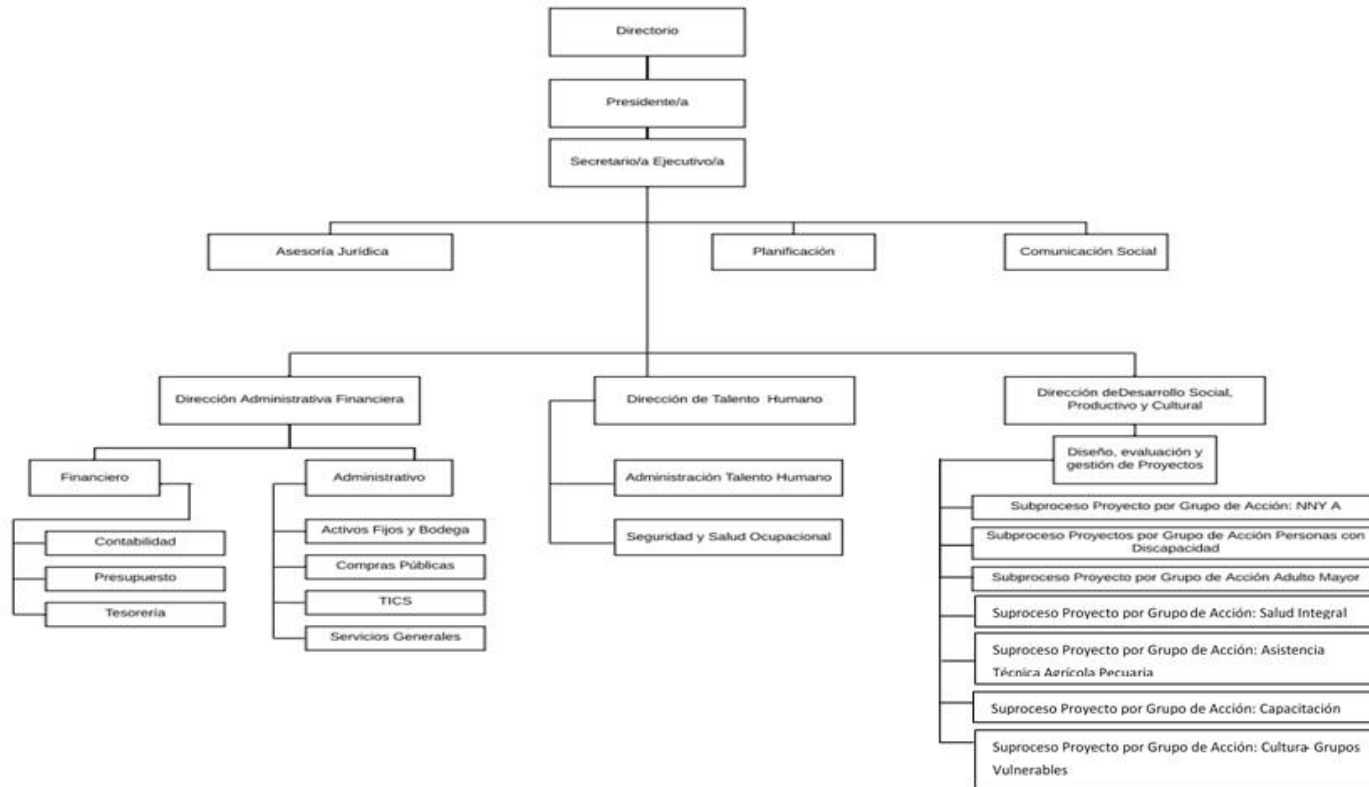 Directorio
Presidente/a
Secretario/a Ejecutivo/a
Asesoría Jurídica
Planificación
Comunicación Social
Dirección Administrativa Financiera
Dirección de Talento Humano
Dirección deDesarrollo Social,
Productivo y Cultural
Financiero
Contabilidad
Presupuesto
Tesorería
Administrativo
Activos Fijos y Bodega
Compras Públicas
TICS
Servicios Generales
Administración Talento Humano
Seguridad y Salud Ocupacional
Diseño, evaluación y
gestión de Proyectos
Subproceso Proyecto por Grupo de Acción: NNY A
Subproceso Proyectos por Grupo de Acción Personas con
Discapacidad
Subproceso Proyecto por Grupo de Acción Adulto Mayor
Suproceso Proyecto por Grupo de Acción: Salud Integral
Suproceso Proyecto por Grupo de Acción: Asistencia
Técnica Agrícola Pecuaria
Suproceso Proyecto por Grupo de Acción: Capacitación
Suproceso Proyecto por Grupo de Acción: Cultura- Grupos
Vulnerables